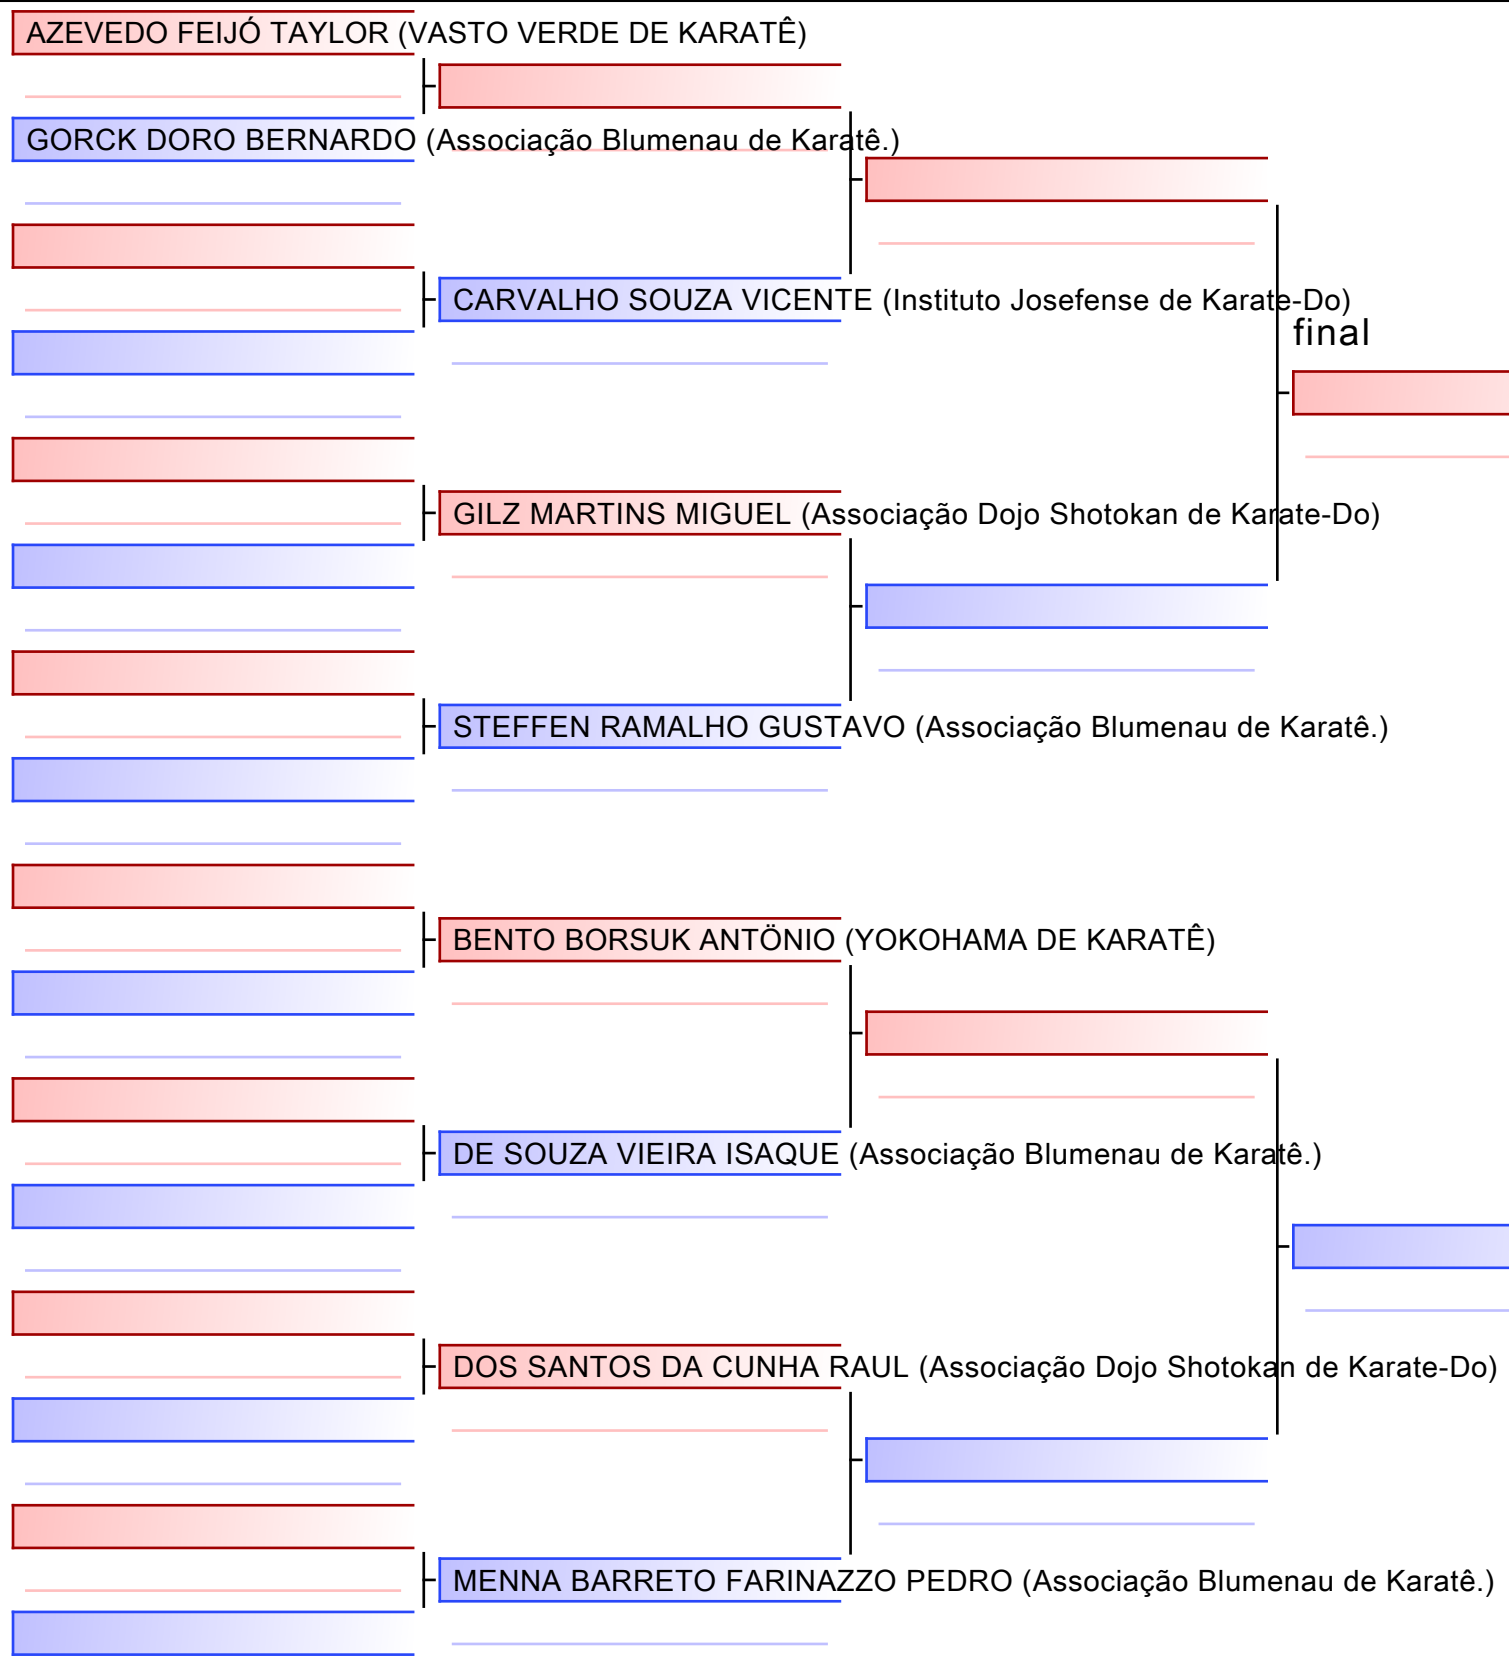 AZEVEDO FEIJÓ TAYLOR (VASTO VERDE DE KARATÊ)
GORCK DORO BERNARDO (Associação Blumenau de Karatê.)
CARVALHO SOUZA VICENTE (Instituto Josefense de Karate-Do)
final
GILZ MARTINS MIGUEL (Associação Dojo Shotokan de Karate-Do)
STEFFEN RAMALHO GUSTAVO (Associação Blumenau de Karatê.)
BENTO BORSUK ANTÖNIO (YOKOHAMA DE KARATÊ)
DE SOUZA VIEIRA ISAQUE (Associação Blumenau de Karatê.)
DOS SANTOS DA CUNHA RAUL (Associação Dojo Shotokan de Karate-Do)
MENNA BARRETO FARINAZZO PEDRO (Associação Blumenau de Karatê.)